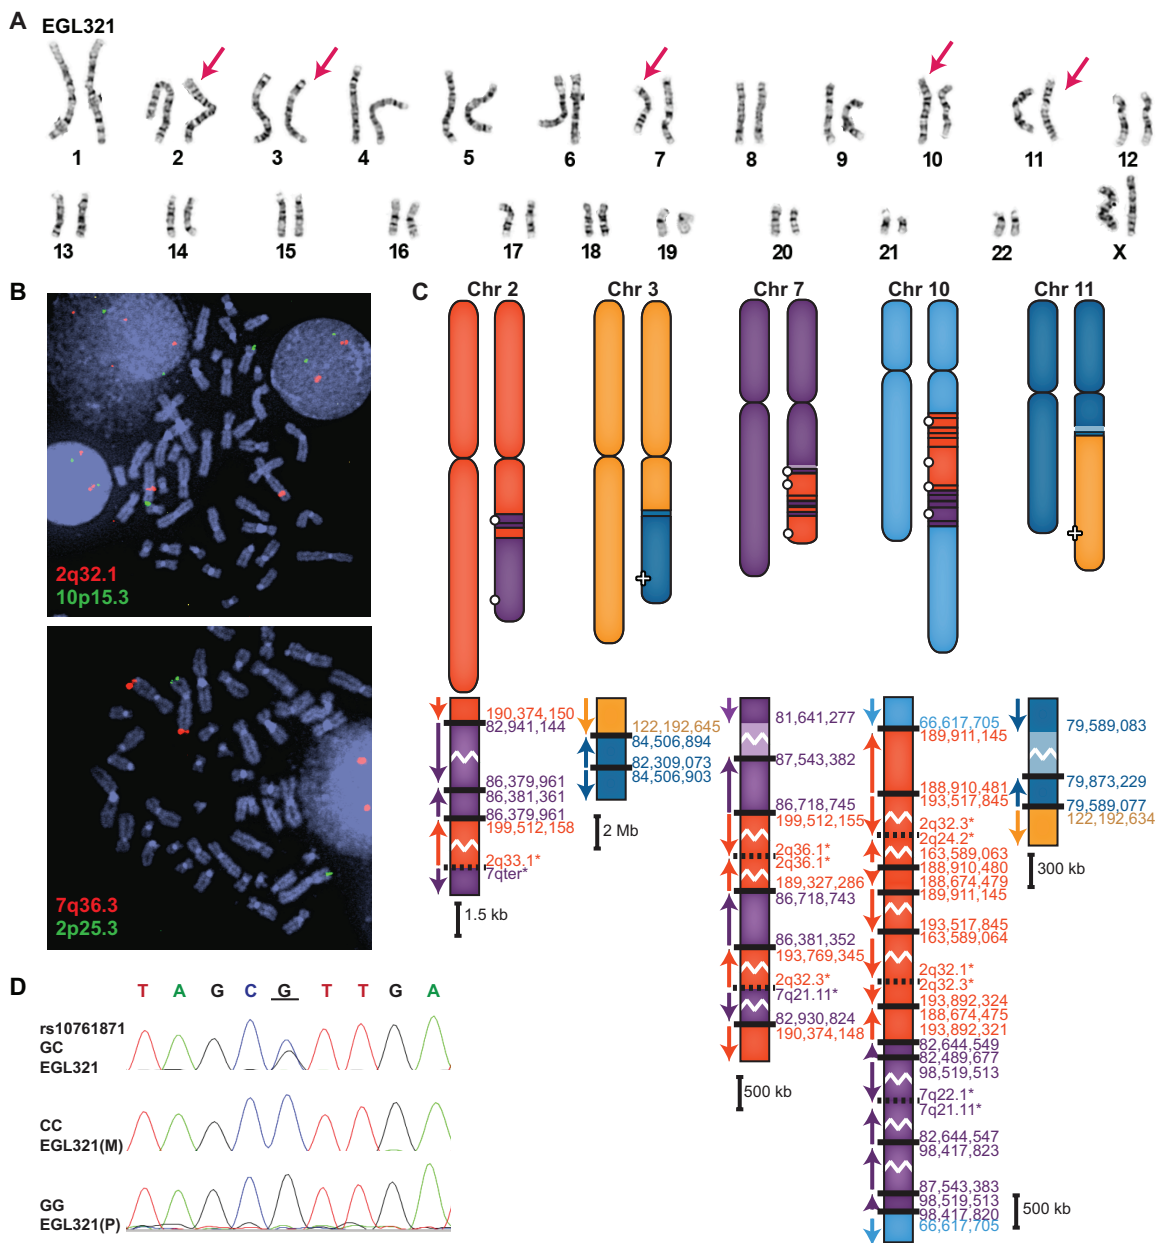 A
EGL321
1 2 3 4 5 6 7 8 9 10 11 12
13 14 15 16 17 18 19 20 21 22 X
B
2q32.1
10p15.3
7q36.3
2p25.3
C
Chr 2 Chr 3 Chr 7 Chr 10 Chr 11
190,374,150
82,941,144
86,379,961
86,381,361
86,379,961
199,512,158
2q33.1*
7qter*
1.5 kb
122,192,645
84,506,894
82,309,073
84,506,903
2 Mb
81,641,277
87,543,382
86,718,745
199,512,155
2q36.1*
2q36.1*
189,327,286
86,718,743
86,381,352
193,769,345
2q32.3*
7q21.11*
82,930,824
190,374,148
500 kb
66,617,705
189,911,145
188,910,481
193,517,845
2q32.3*
2q24.2*
163,589,063
188,910,480
188,674,479
189,911,145
193,517,845
163,589,064
2q32.1*
2q32.3*
193,892,324
188,674,475
193,892,321
82,644,549
82,489,677
98,519,513
7q22.1*
7q21.11*
82,644,547
98,417,823
87,543,383
98,519,513
98,417,820
66,617,705
500 kb
79,589,083
79,873,229
79,589,077
122,192,634
300 kb
D
T A G C G T T G A
rs10761871
GC
EGL321
CC
EGL321(M)
GG
EGL321(P)